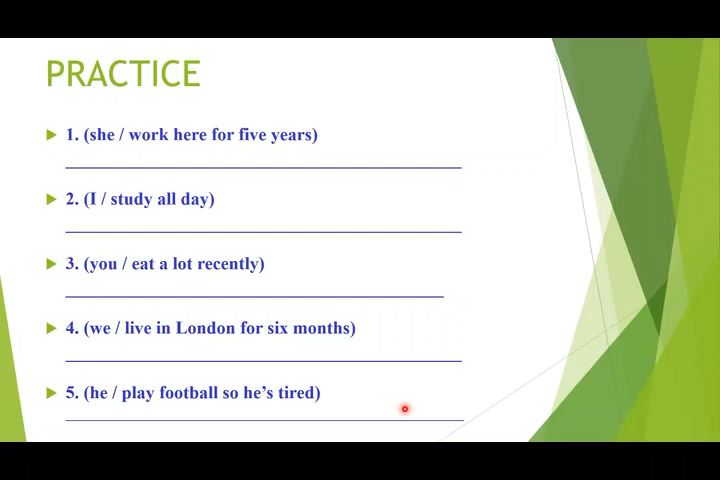 PRACTICE
1. (she / work here for five years)
2. (I / study all day)
3. (you / eat a lot recently)
4. (we / live in London for six months)
5. (he / play football so he’s tired)